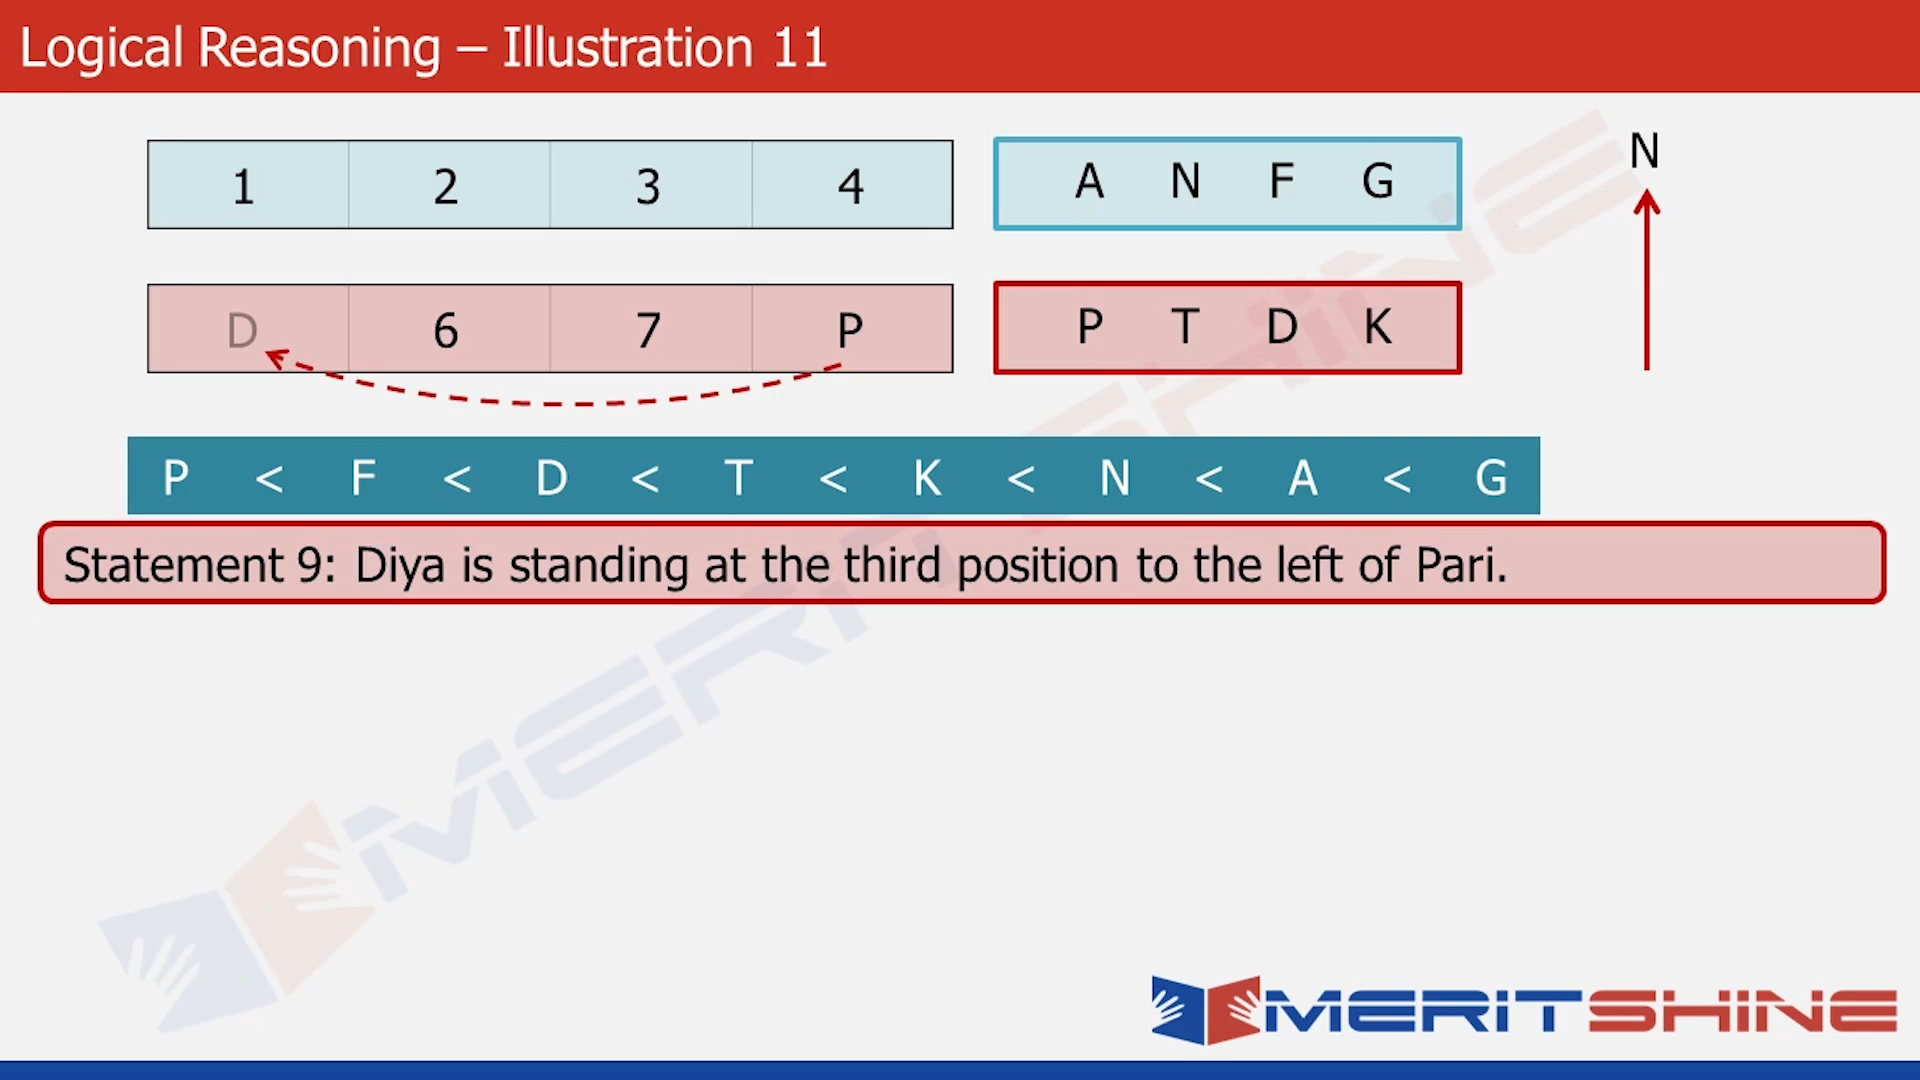 Logical Reasoning – Illustration 11
1 2 3 4 A N F G N
D 6 7 P P T D K
P < F < D < T < K < N < A < G
Statement 9: Diya is standing at the third position to the left of Pari.
MERITSHINE
MERITSHINE